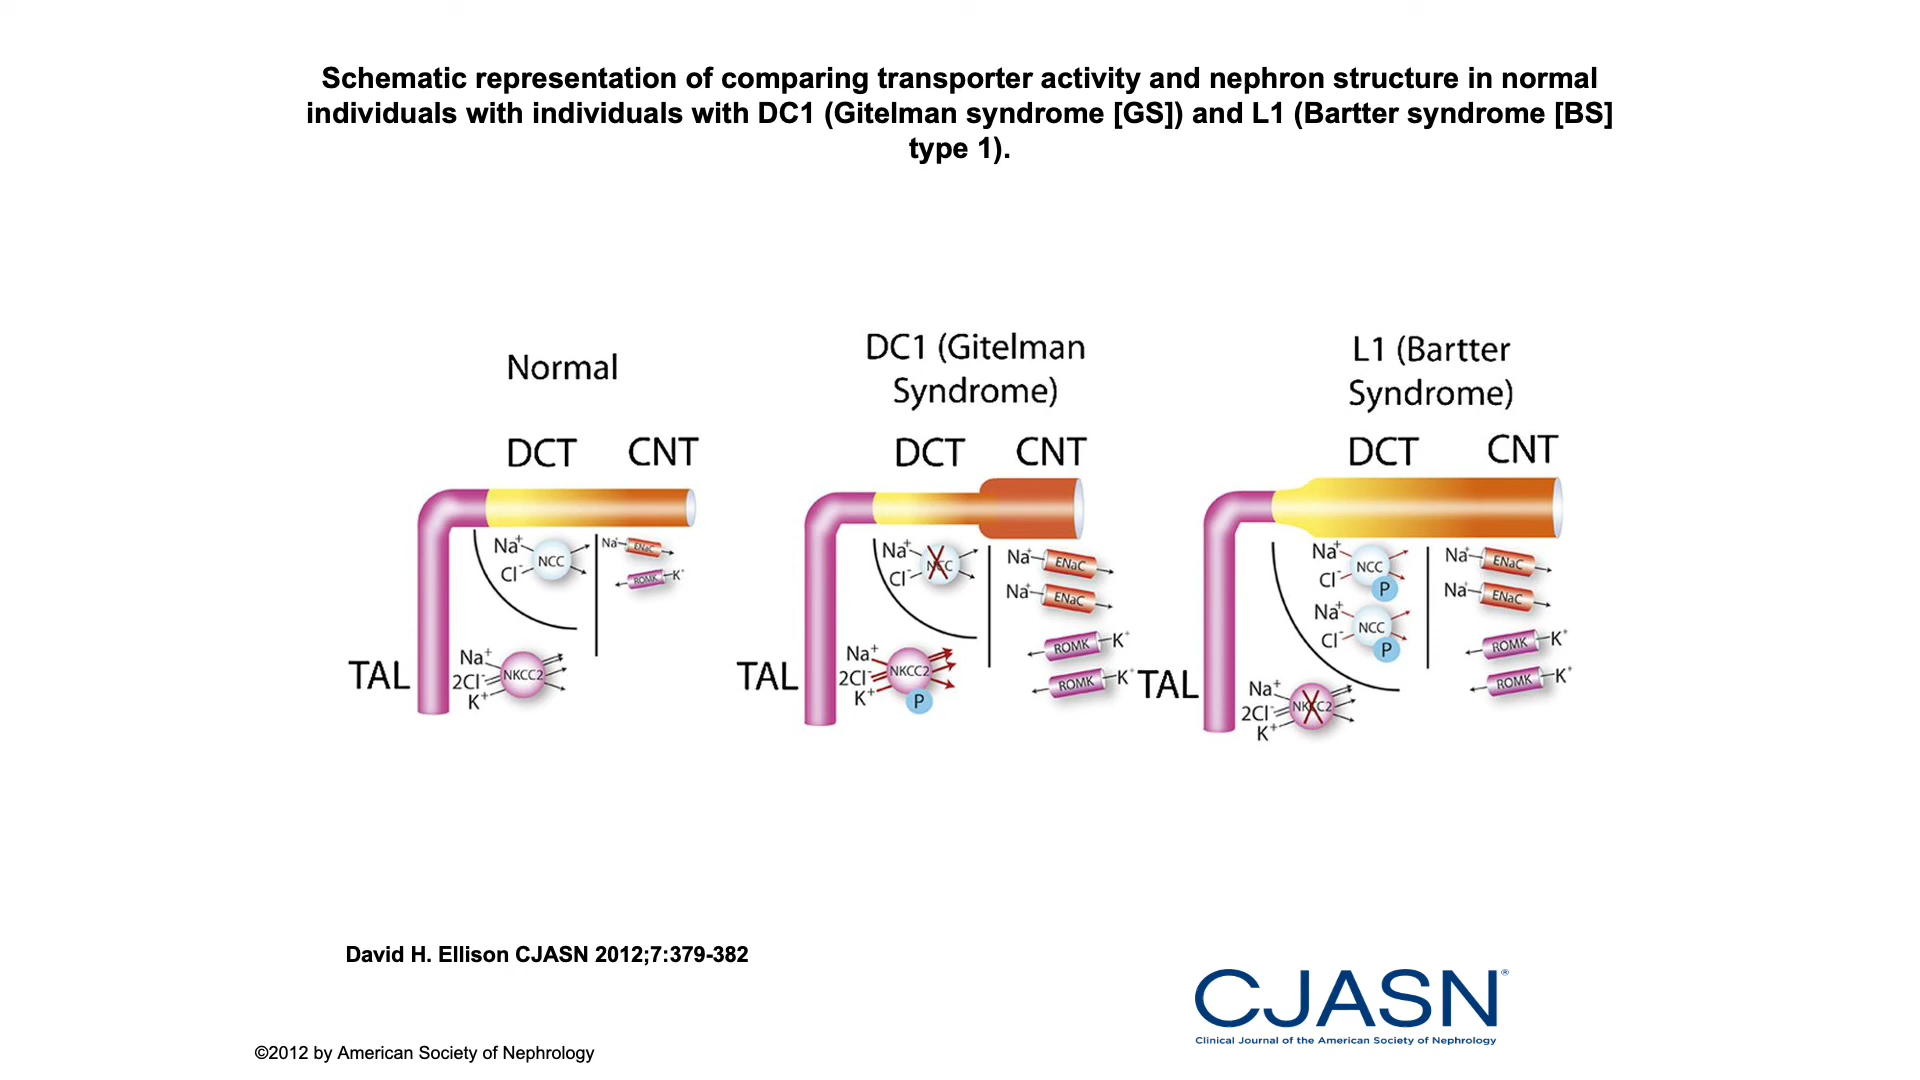 Schematic representation of comparing transporter activity and nephron structure in normal
individuals with individuals with DC1 (Gitelman syndrome [GS]) and L1 (Bartter syndrome [BS]
type 1).
Normal
DCT CNT
Na+
Cl-
NCC
Na-
ENaC
ROMK
K+
TAL
Na+
2Cl-
K+
NKCC2
DC1 (Gitelman
Syndrome)
DCT CNT
Na+
Cl-
NCC
Na-
ENaC
Na-
ENaC
ROMK
K+
ROMK
K+
TAL
Na+
2Cl-
K+
NKCC2
P
L1 (Bartter
Syndrome)
DCT CNT
Na+
Cl-
NCC
P
Na+
Cl-
NCC
P
Na-
ENaC
Na-
ENaC
ROMK
K+
ROMK
K+
TAL
Na+
2Cl-
K+
NKCC2
David H. Ellison CJASN 2012;7:379-382
CJASN®
Clinical Journal of the American Society of Nephrology
©2012 by American Society of Nephrology